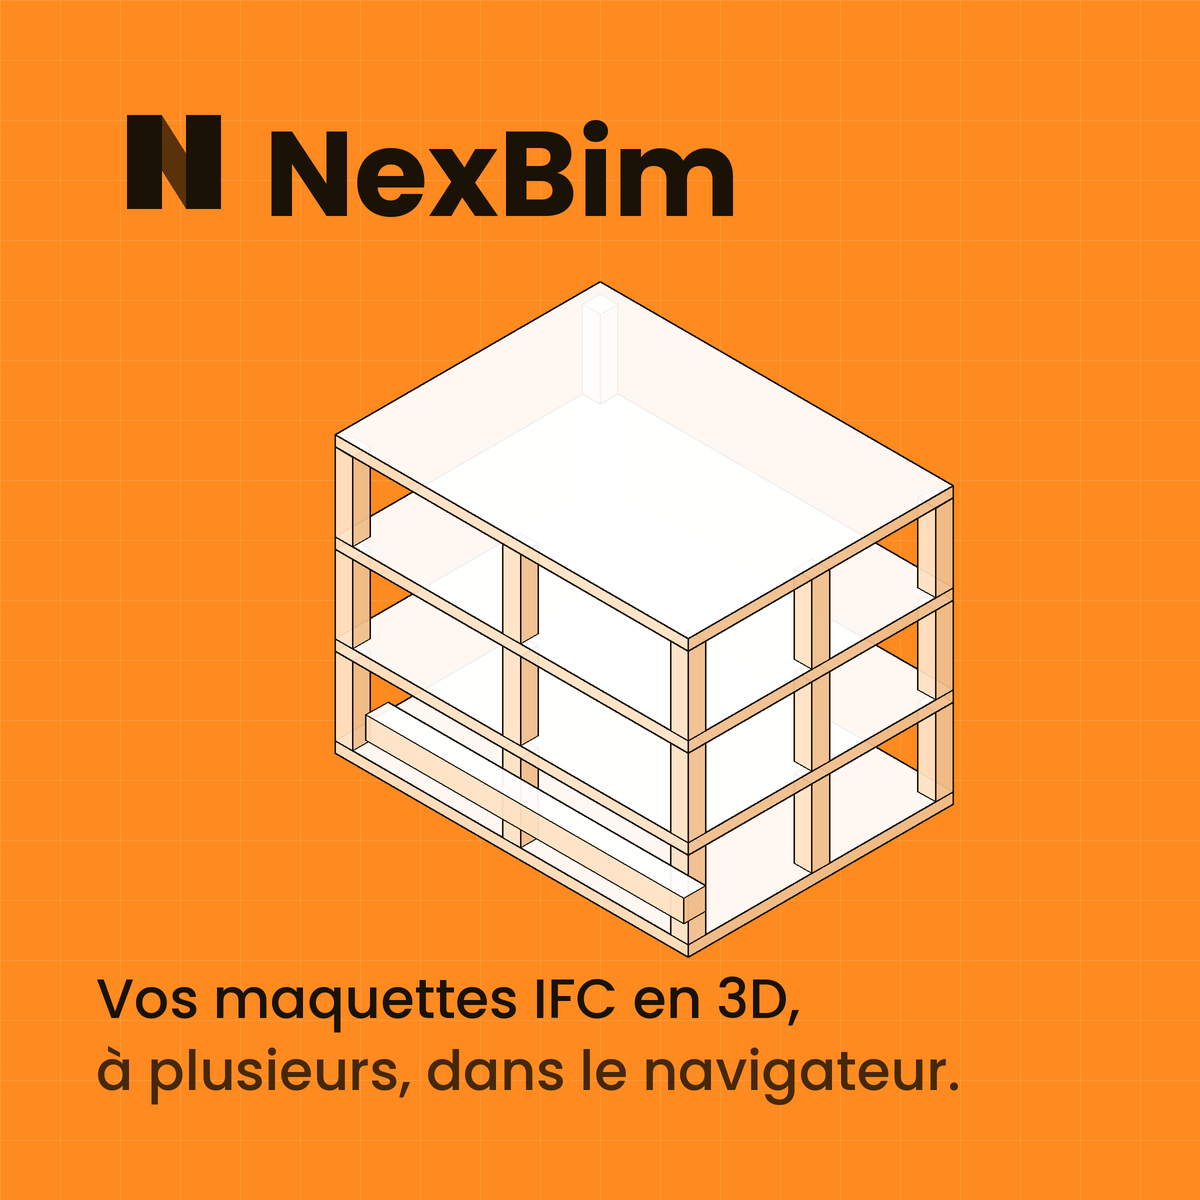 N NexBim
Vos maquettes IFC en 3D,
à plusieurs, dans le navigateur.